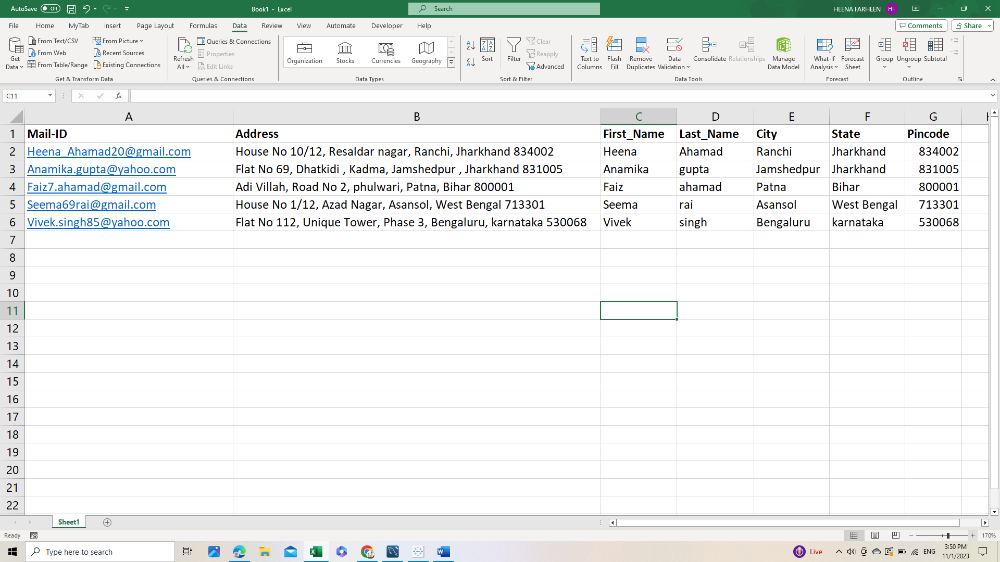 AutoSave Off Book1 - Excel Search HEENA FARHEEN HF
File Home MyTab Insert Page Layout Formulas Data Review View Automate Developer Help Comments Share
From Text/CSV From Picture Queries & Connections Clear
From Web Recent Sources Properties Reapply
From Table/Range Existing Connections Edit Links Advanced
Get Data Refresh All Organization Stocks Currencies Geography Sort Filter Text to Columns Flash Fill Remove Duplicates Data Validation Consolidate Relationships Manage Data Model What-If Analysis Forecast Sheet Group Ungroup Subtotal
Get & Transform Data Queries & Connections Data Types Sort & Filter Data Tools Forecast Outline
C11 fx
A B C D E F G
1 Mail-ID Address First_Name Last_Name City State Pincode
2 Heena_Ahamad20@gmail.com House No 10/12, Resaldar nagar, Ranchi, Jharkhand 834002 Heena Ahamad Ranchi Jharkhand 834002
3 Anamika.gupta@yahoo.com Flat No 69, Dhatkidi , Kadma, Jamshedpur , Jharkhand 831005 Anamika gupta Jamshedpur Jharkhand 831005
4 Faiz7.ahamad@gmail.com Adi Villah, Road No 2, phulwari, Patna, Bihar 800001 Faiz ahamad Patna Bihar 800001
5 Seema69rai@gmail.com House No 1/12, Azad Nagar, Asansol, West Bengal 713301 Seema rai Asansol West Bengal 713301
6 Vivek.singh85@yahoo.com Flat No 112, Unique Tower, Phase 3, Bengaluru, karnataka 530068 Vivek singh Bengaluru karnataka 530068
7
8
9
10
11
12
13
14
15
16
17
18
19
20
21
22
Sheet1
Ready 170%
Type here to search Live ENG 3:50 PM
11/1/2023